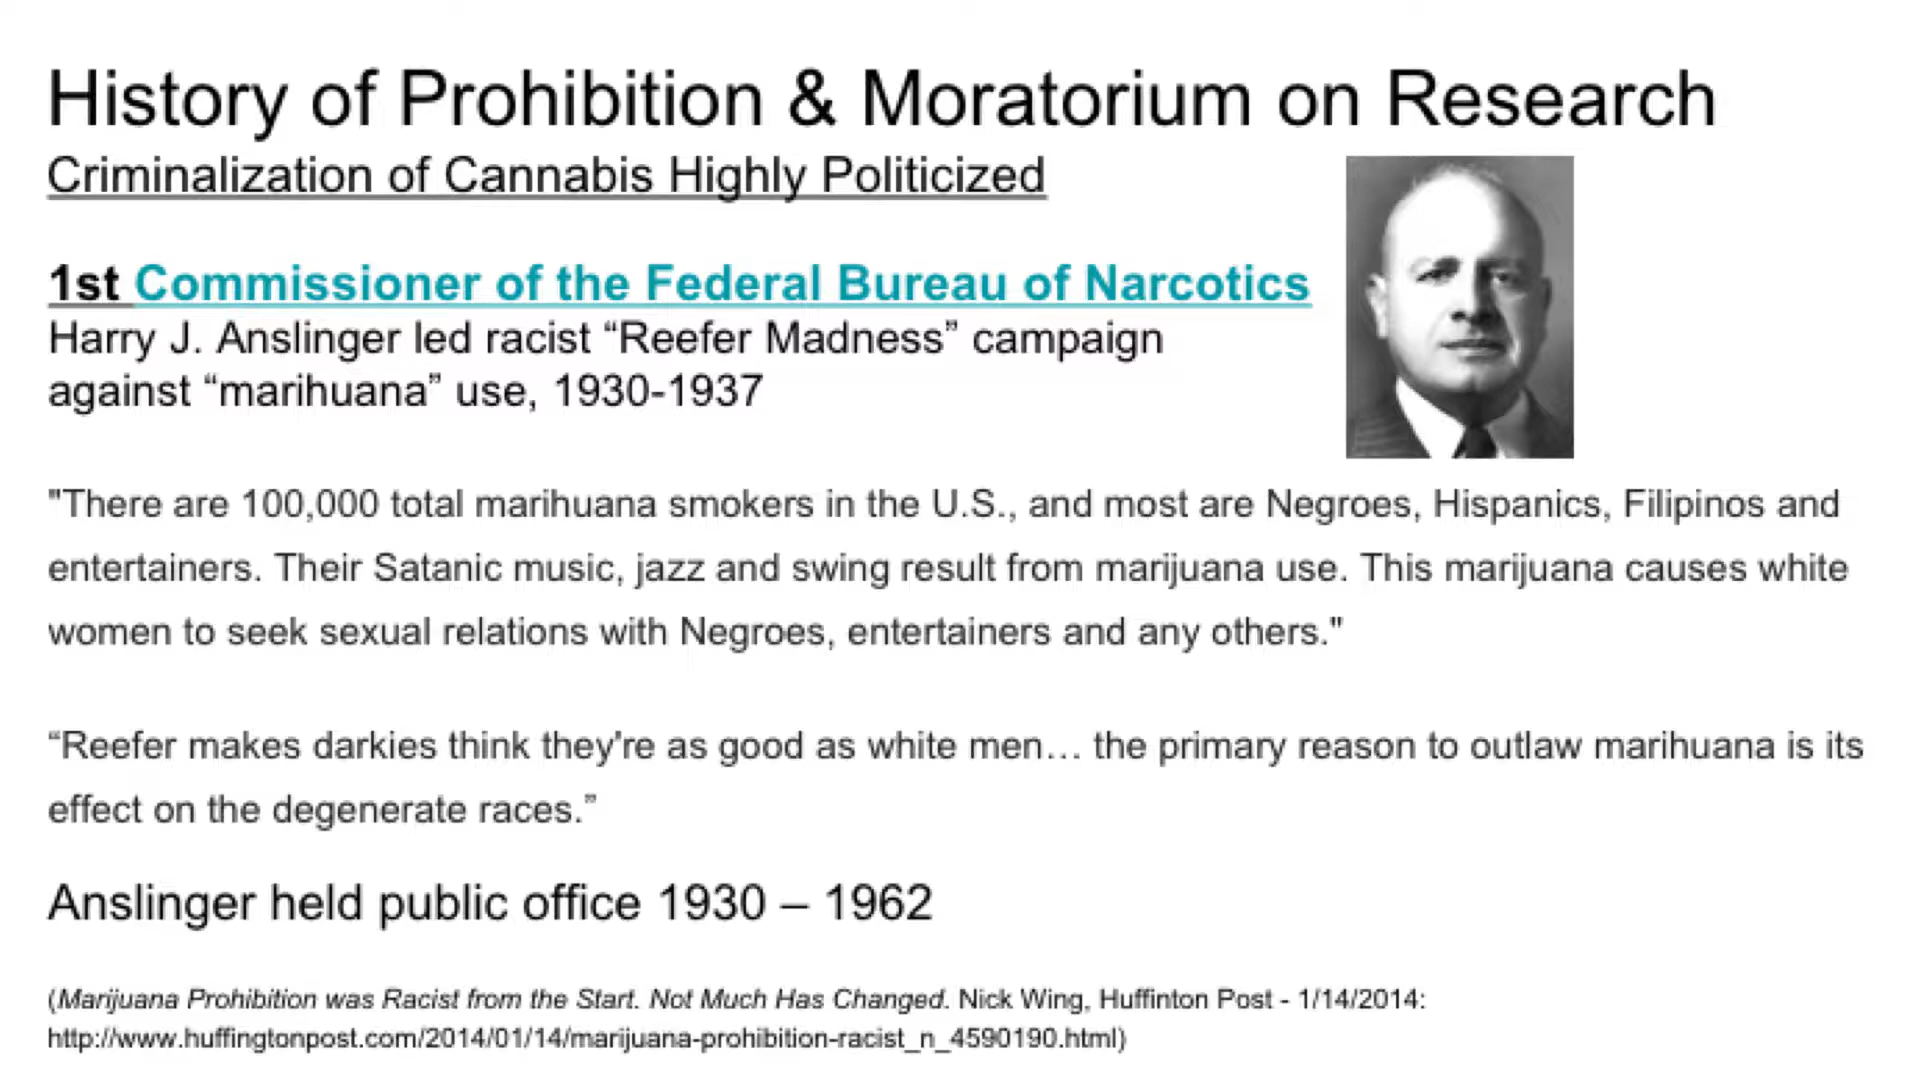 History of Prohibition & Moratorium on Research
Criminalization of Cannabis Highly Politicized
1st Commissioner of the Federal Bureau of Narcotics
Harry J. Anslinger led racist “Reefer Madness” campaign
against “marihuana” use, 1930-1937
"There are 100,000 total marihuana smokers in the U.S., and most are Negroes, Hispanics, Filipinos and
entertainers. Their Satanic music, jazz and swing result from marijuana use. This marijuana causes white
women to seek sexual relations with Negroes, entertainers and any others."
“Reefer makes darkies think they're as good as white men… the primary reason to outlaw marihuana is its
effect on the degenerate races.”
Anslinger held public office 1930 – 1962
(Marijuana Prohibition was Racist from the Start. Not Much Has Changed. Nick Wing, Huffinton Post - 1/14/2014:
http://www.huffingtonpost.com/2014/01/14/marijuana-prohibition-racist_n_4590190.html)